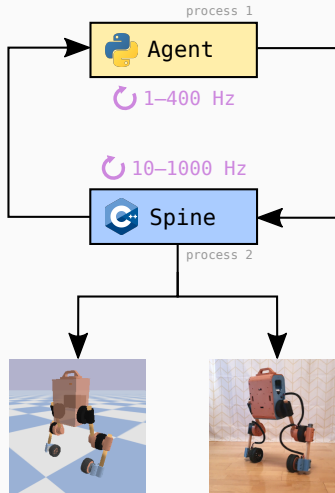 process 1
Agent
1–400 Hz
10–1000 Hz
Spine
process 2